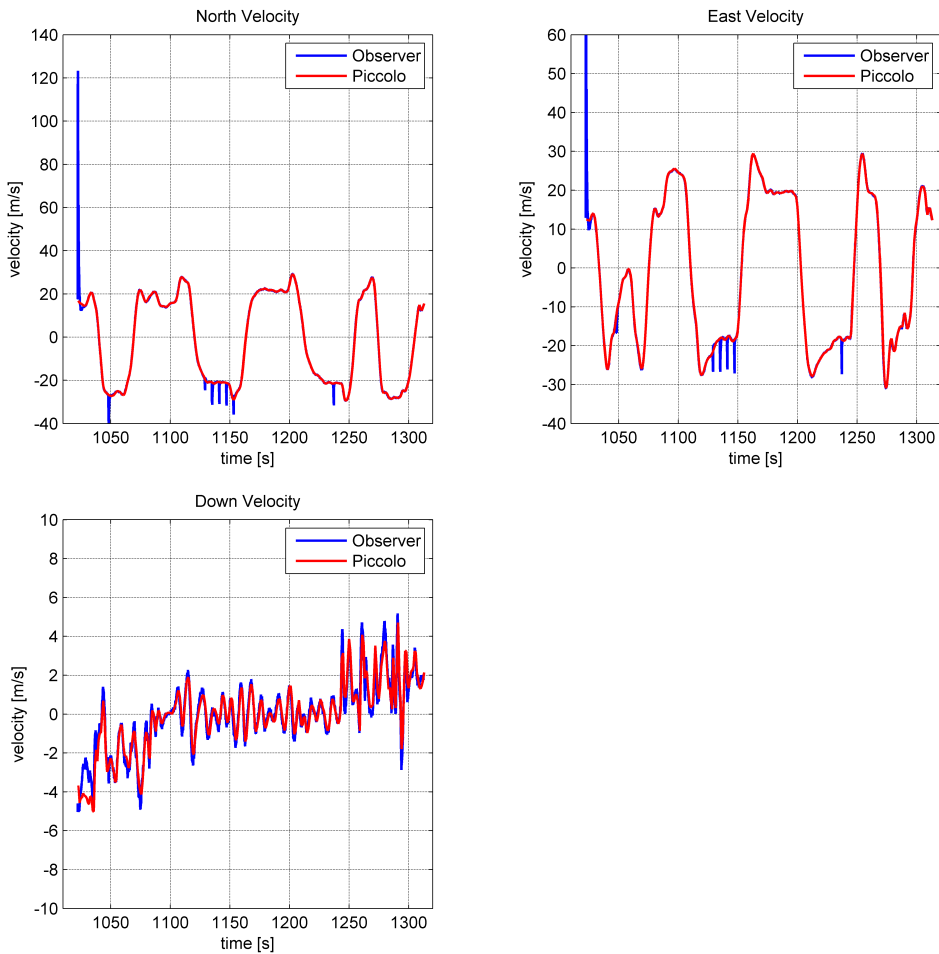 North Velocity
140
120
100
80
60
40
20
0
-20
-40
velocity [m/s]
1050 1100 1150 1200 1250 1300
time [s]
Observer
Piccolo
East Velocity
60
50
40
30
20
10
0
-10
-20
-30
-40
velocity [m/s]
1050 1100 1150 1200 1250 1300
time [s]
Observer
Piccolo
Down Velocity
10
8
6
4
2
0
-2
-4
-6
-8
-10
velocity [m/s]
1050 1100 1150 1200 1250 1300
time [s]
Observer
Piccolo